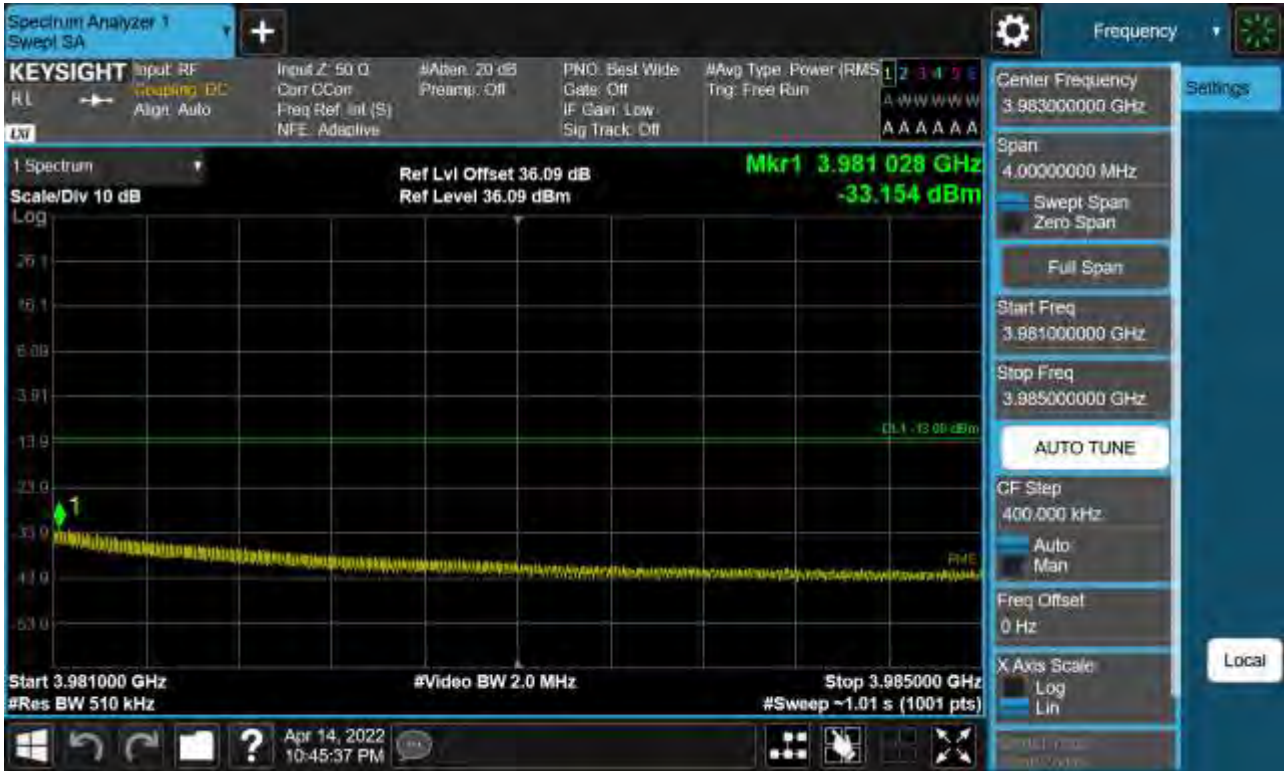 Spectrum Analyzer 1
Swept SA
Frequency
KEYSIGHT
RL
LXI
Input: RF
Coupling: DC
Align: Auto
Input Z: 50 Ω
Corr CCorr
Freq Ref: Int (S)
NFE: Adaptive
#Atten: 20 dB
Preamp: Off
PNO: Best Wide
Gate: Off
IF Gain: Low
Sig Track: Off
#Avg Type: Power (RMS
Trig: Free Run
1 2 3 4 5 6
A W W W W W
A A A A A A
1 Spectrum
Scale/Div 10 dB
Ref Lvl Offset 36.09 dB
Ref Level 36.09 dBm
Mkr1 3.981 028 GHz
-33.154 dBm
Log
26.1
16.1
6.09
-3.91
-13.9
-23.9
-33.9
-43.9
-53.9
DL1 -13.00 dBm
1
RMS
Start 3.981000 GHz
#Video BW 2.0 MHz
Stop 3.985000 GHz
#Res BW 510 kHz
#Sweep ~1.01 s (1001 pts)
Center Frequency
3.983000000 GHz
Settings
Span
4.00000000 MHz
Swept Span
Zero Span
Full Span
Start Freq
3.981000000 GHz
Stop Freq
3.985000000 GHz
AUTO TUNE
CF Step
400.000 kHz
Auto
Man
Freq Offset
0 Hz
X Axis Scale
Log
Lin
Local
?
Apr 14, 2022
10:45:37 PM